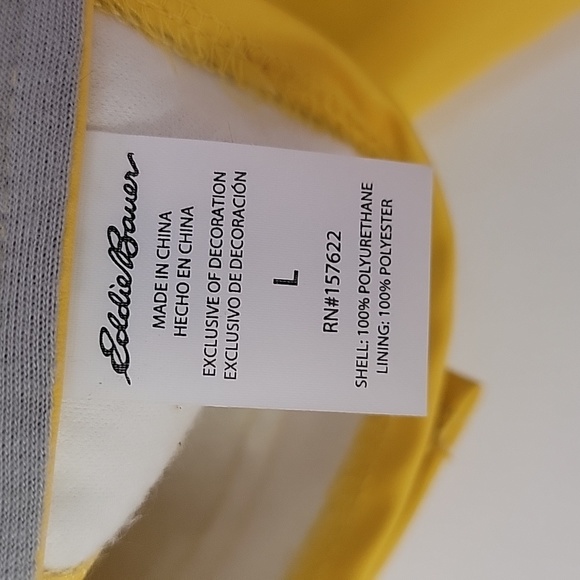 Eddie Bauer
MADE IN CHINA
HECHO EN CHINA
EXCLUSIVE OF DECORATION
EXCLUSIVO DE DECORACIÓN
L
RN#157622
SHELL: 100% POLYURETHANE
LINING: 100% POLYESTER